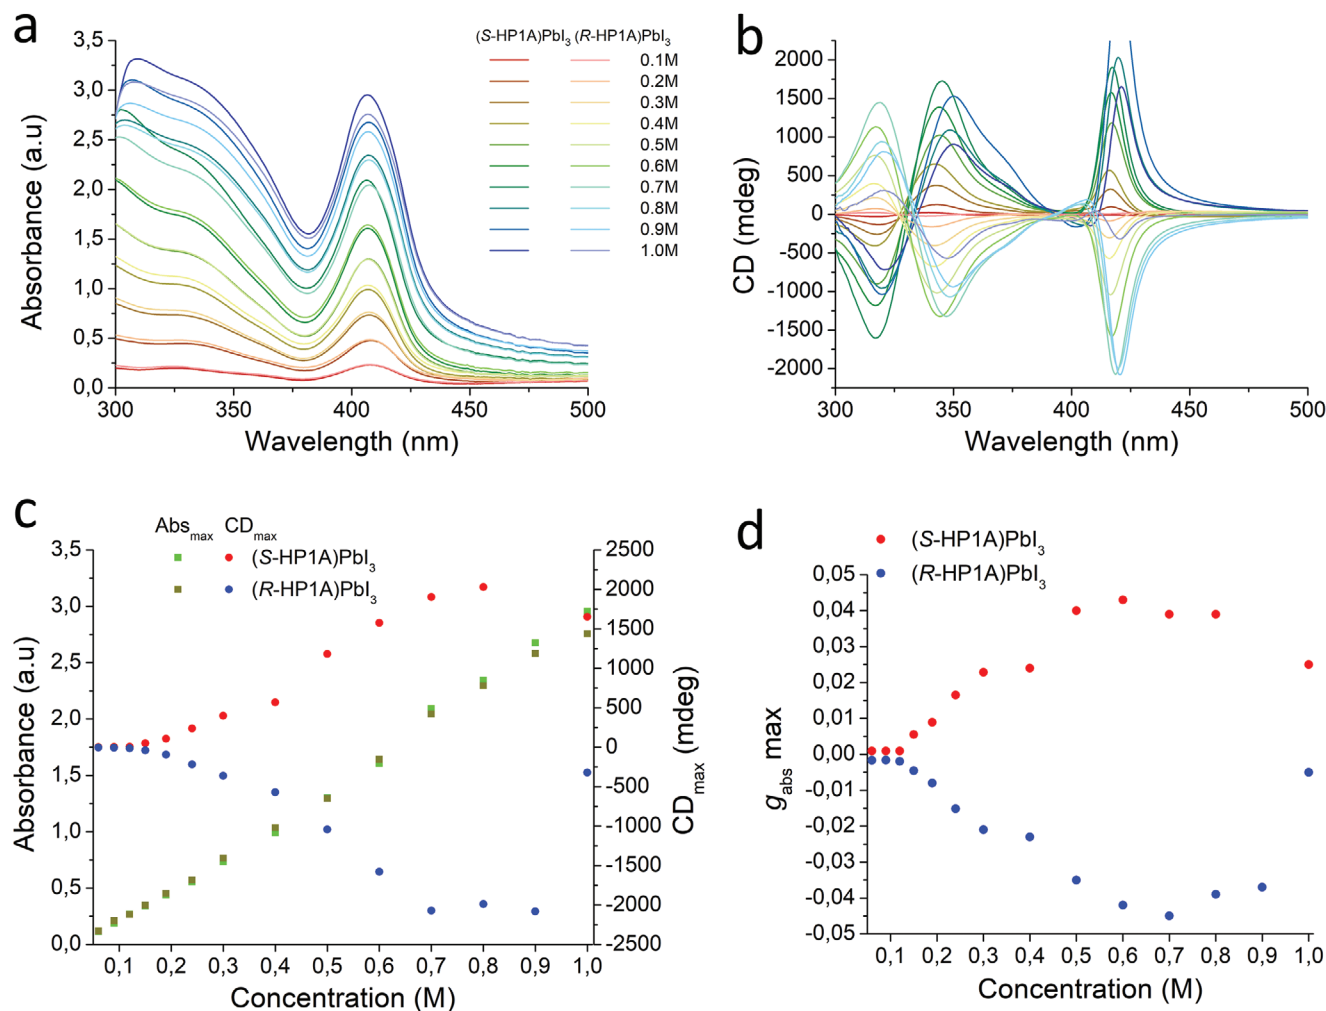 a
(S-HP1A)PbI3 (R-HP1A)PbI3
0.1M
0.2M
0.3M
0.4M
0.5M
0.6M
0.7M
0.8M
0.9M
1.0M
3,5
3,0
2,5
2,0
1,5
1,0
0,5
0,0
Absorbance (a.u)
300 350 400 450 500
Wavelength (nm)
b
2000
1500
1000
500
0
-500
-1000
-1500
-2000
CD (mdeg)
300 350 400 450 500
Wavelength (nm)
c
Absmax CDmax
(S-HP1A)PbI3
(R-HP1A)PbI3
3,5
3,0
2,5
2,0
1,5
1,0
0,5
0,0
Absorbance (a.u)
2500
2000
1500
1000
500
0
-500
-1000
-1500
-2000
-2500
CDmax (mdeg)
0,1 0,2 0,3 0,4 0,5 0,6 0,7 0,8 0,9 1,0
Concentration (M)
d
(S-HP1A)PbI3
(R-HP1A)PbI3
0,05
0,04
0,03
0,02
0,01
0,00
-0,01
-0,02
-0,03
-0,04
-0,05
gabs max
0,1 0,2 0,3 0,4 0,5 0,6 0,7 0,8 0,9 1,0
Concentration (M)